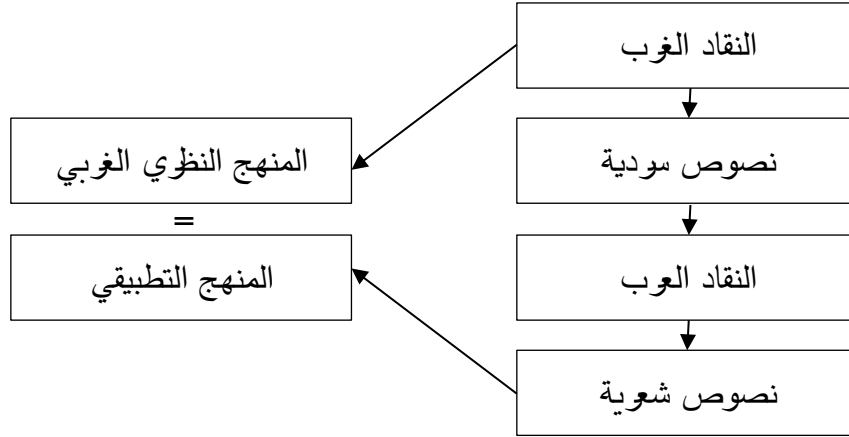 النقاد الغرب
المنهج النظري الغربي
نصوص سردية
=
المنهج التطبيقي
النقاد العرب
نصوص شعرية